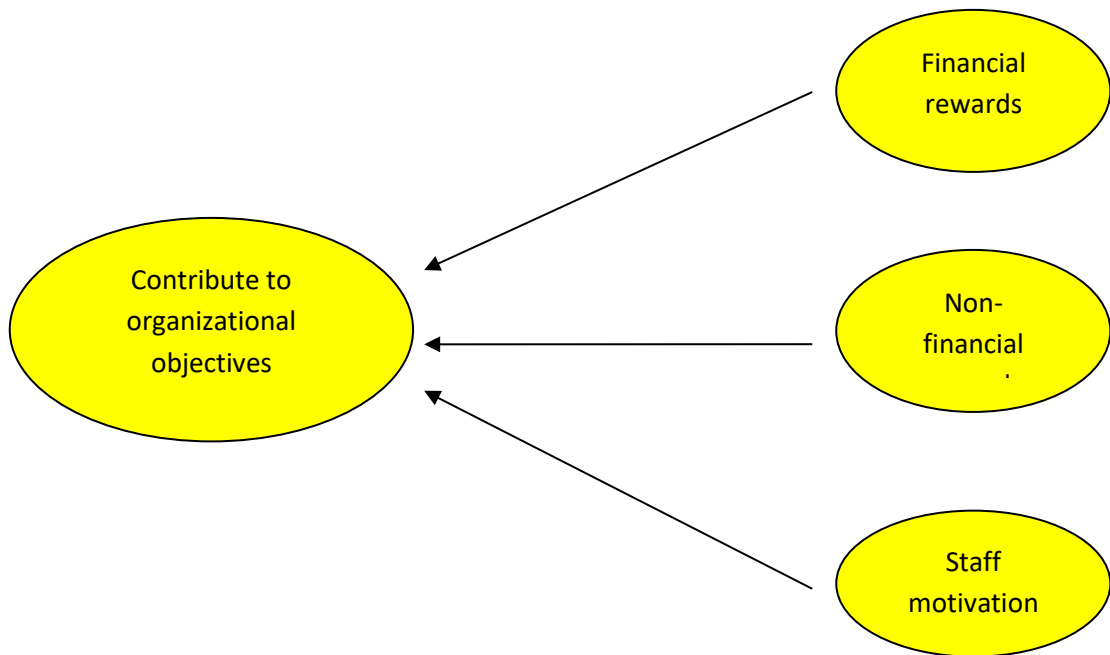 Financial
rewards
Contribute to
organizational
objectives
Non-
financial
Staff
motivation